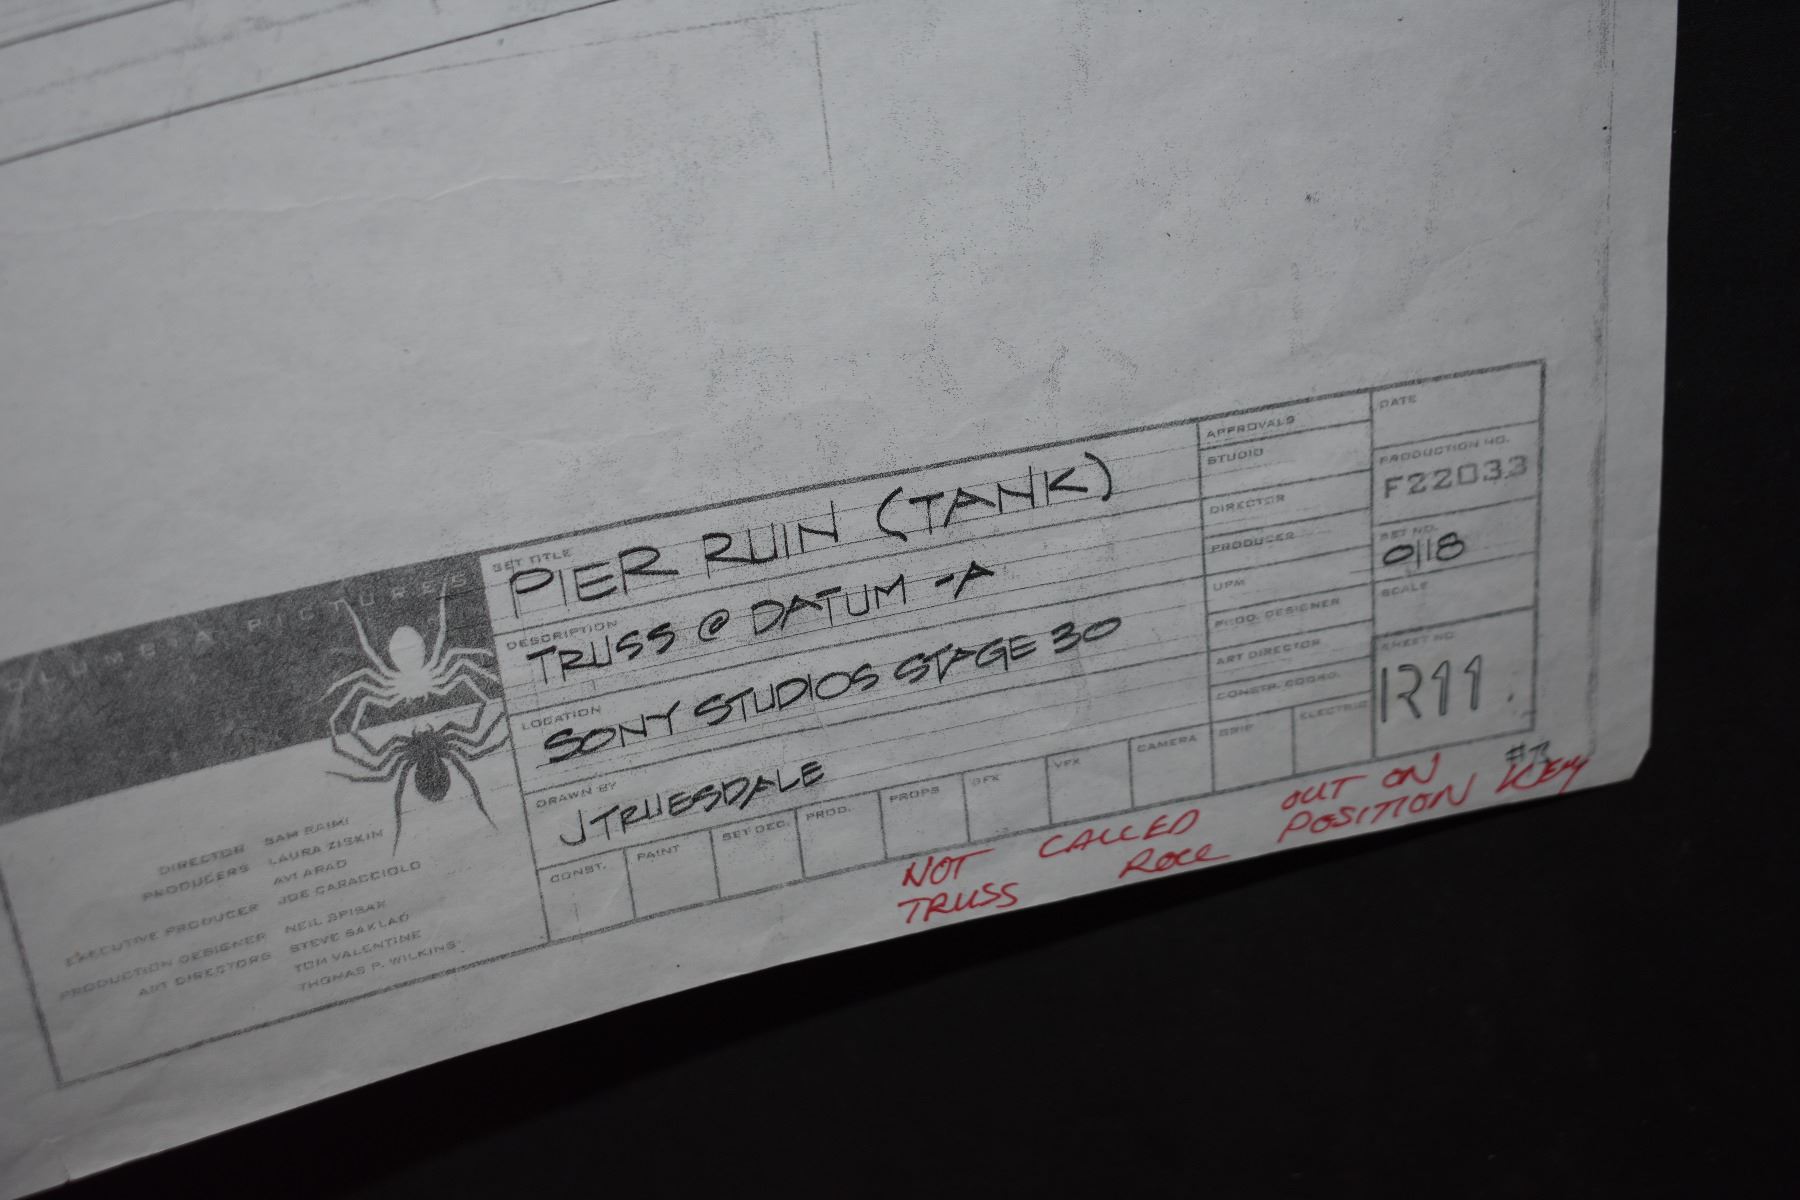 COLUMBIA PICTURES
DIRECTOR SAM RAIMI
PRODUCERS LAURA ZISKIN
AVI ARAD
EXECUTIVE PRODUCER JOE CARACCIOLO
PRODUCTION DESIGNER NEIL SPISAK
ART DIRECTORS STEVE SAKLAD
TOM VALENTINE
THOMAS P. WILKINS
SET TITLE
PIER RUIN (TANK)
DESCRIPTION
TRUSS @ DATUM -A
LOCATION
SONY STUDIOS STAGE 30
DRAWN BY
J TRUESDALE
CONST. PAINT SET DEC. PROD. PROPS SFX VFX CAMERA GRIP ELECTRIC
APPROVALS
STUDIO
DIRECTOR
PRODUCER
UPM
PROD. DESIGNER
ART DIRECTOR
CONSTR. COORD.
DATE
PRODUCTION NO.
F22033
SET NO.
0118
SCALE
SHEET NO.
1R11
NOT CALLED OUT ON
TRUSS POSITION KEY